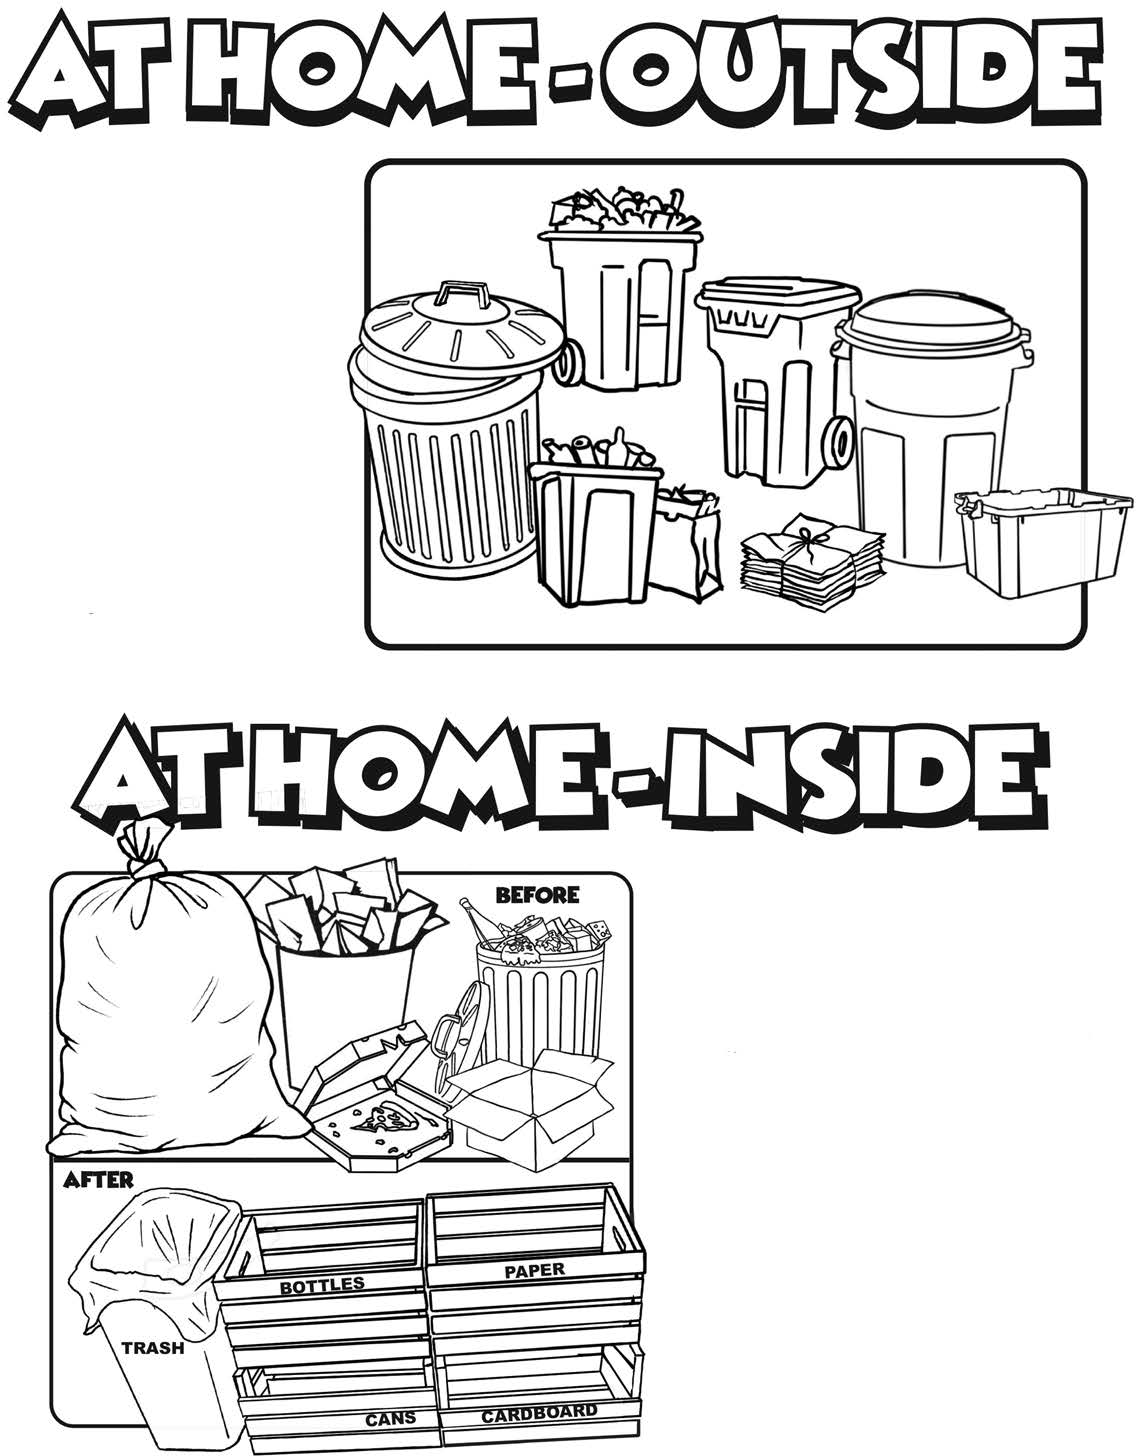 AT HOME - OUTSIDE
AT HOME - INSIDE
BEFORE
AFTER
BOTTLES
PAPER
TRASH
CANS
CARDBOARD